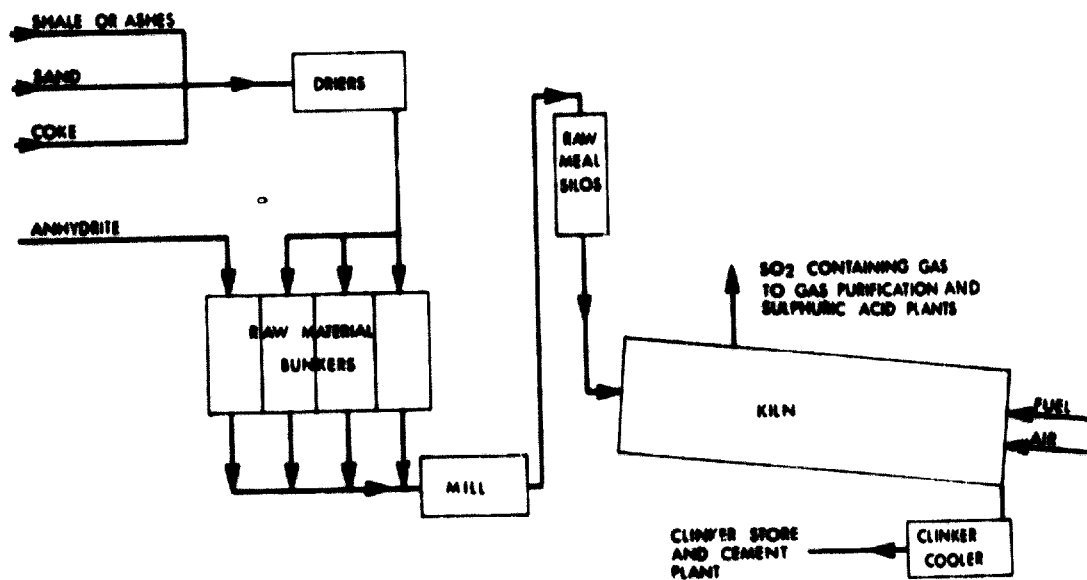 SHALE OR ASHES
SAND
COKE
DRIERS
ANHYDRITE
RAW MATERIAL
BUNKERS
MILL
RAW
MEAL
SILOS
SO2 CONTAINING GAS
TO GAS PURIFICATION AND
SULPHURIC ACID PLANTS
KILN
FUEL
AIR
CLINKER
COOLER
CLINKER STORE
AND CEMENT
PLANT